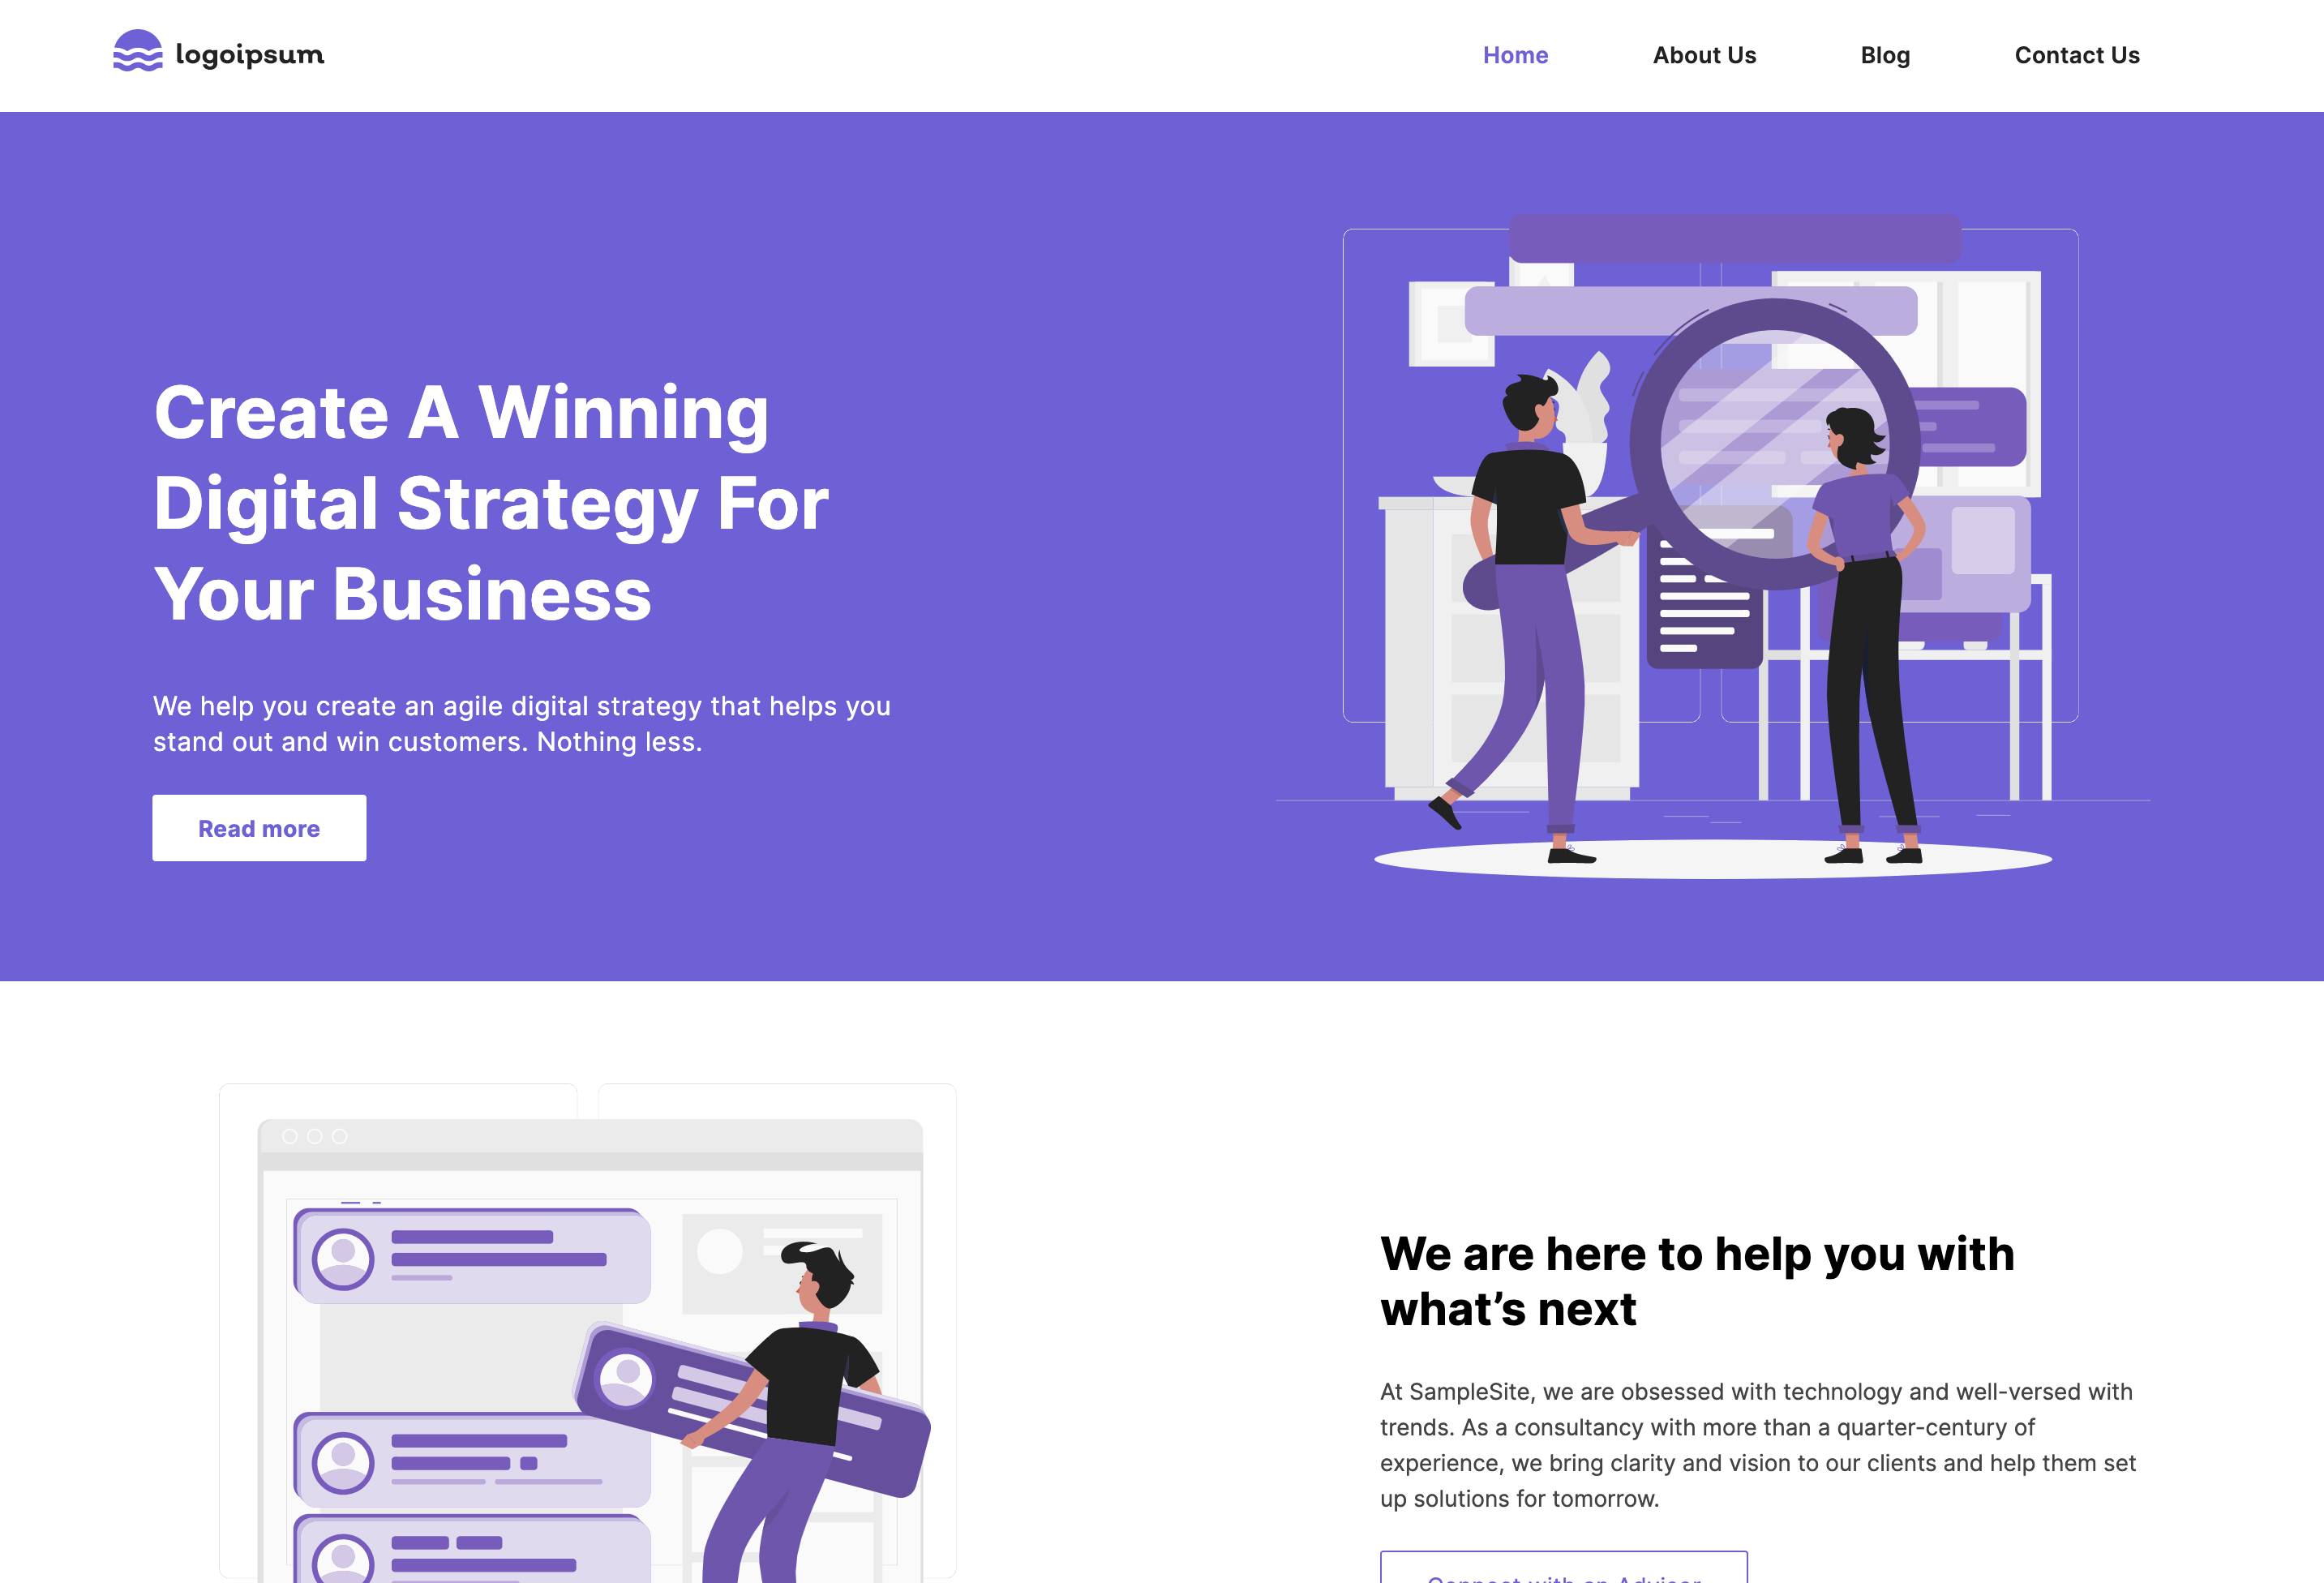 logoipsum
Home
About Us
Blog
Contact Us
Create A Winning
Digital Strategy For
Your Business
We help you create an agile digital strategy that helps you
stand out and win customers. Nothing less.
Read more
We are here to help you with
what’s next
At SampleSite, we are obsessed with technology and well-versed with
trends. As a consultancy with more than a quarter-century of
experience, we bring clarity and vision to our clients and help them set
up solutions for tomorrow.
Connect with an Advisor